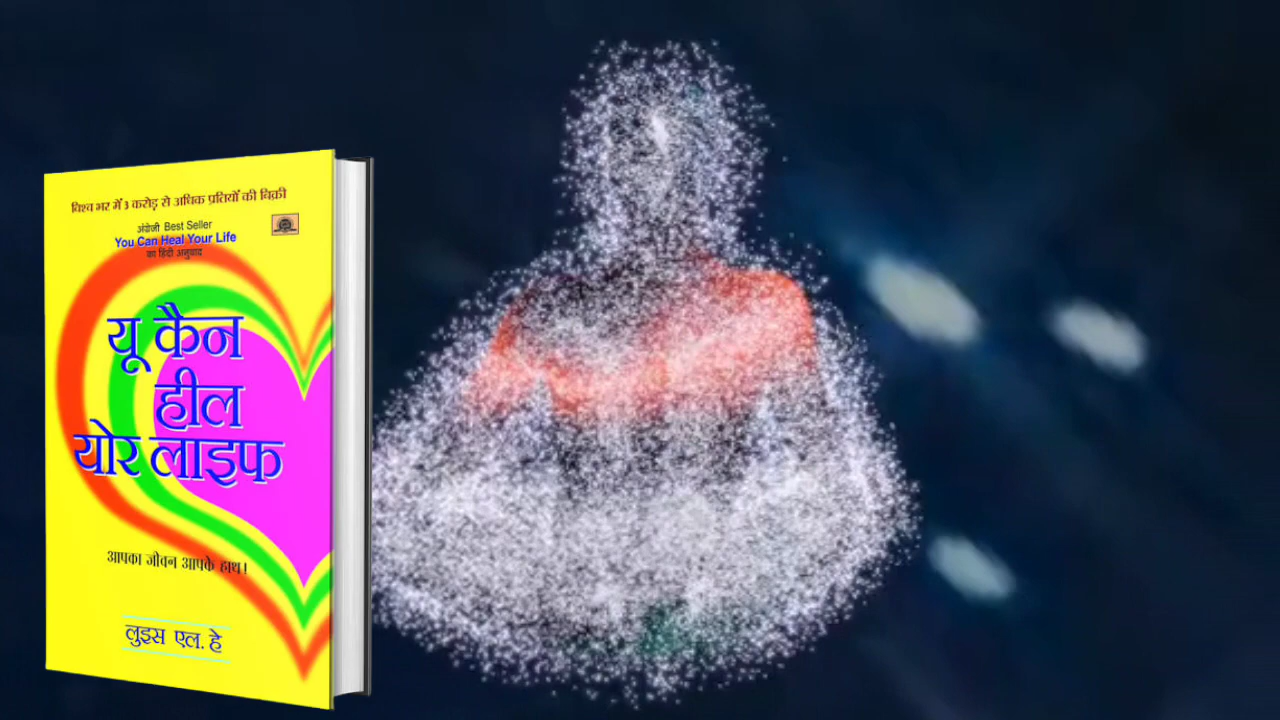 विश्व भर में 3 करोड़ से अधिक प्रतियों की बिक्री
अंग्रेजी Best Seller
You Can Heal Your Life
का हिंदी अनुवाद
यू कैन
हील
योर लाइफ
आपका जीवन आपके हाथ!
लुइस एल. हे